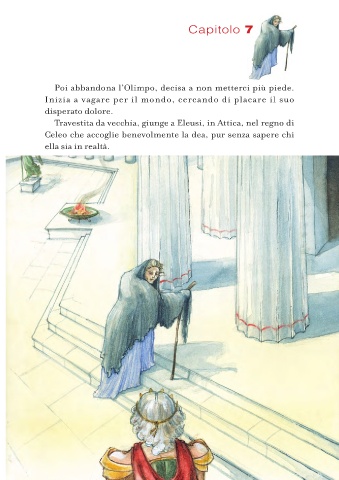 Capitolo 7
Poi abbandona l'Olimpo, decisa a non metterci più piede.
Inizia a vagare per il mondo, cercando di placare il suo
disperato dolore.
Travestita da vecchia, giunge a Eleusi, in Attica, nel regno di
Celeo che accoglie benevolmente la dea, pur senza sapere chi
ella sia in realtà.